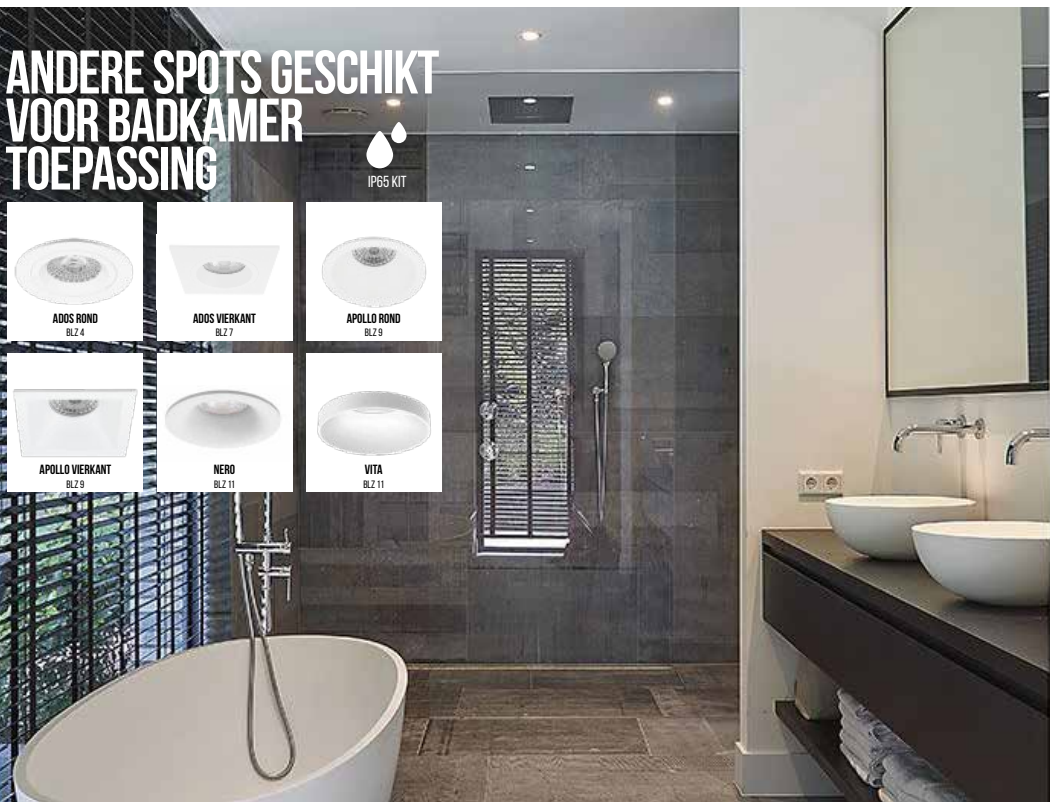 ANDERE SPOTS GESCHIKT
VOOR BADKAMER
TOEPASSING
IP65 KIT
ADOS ROND
BLZ 4
ADOS VIERKANT
BLZ 7
APOLLO ROND
BLZ 9
APOLLO VIERKANT
BLZ 9
NERO
BLZ 11
VITA
BLZ 11